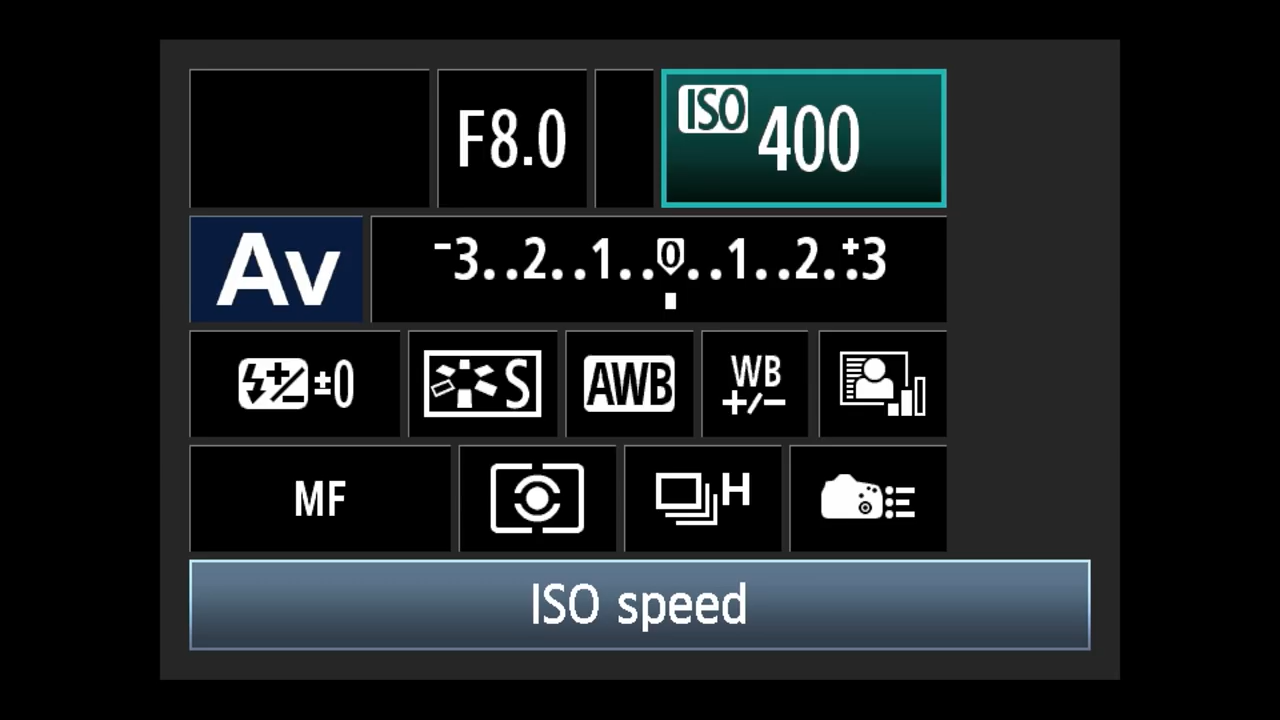 F8.0 ISO 400
Av -3..2..1..0..1..2..+3
±0 S AWB WB +/-
MF H
ISO speed